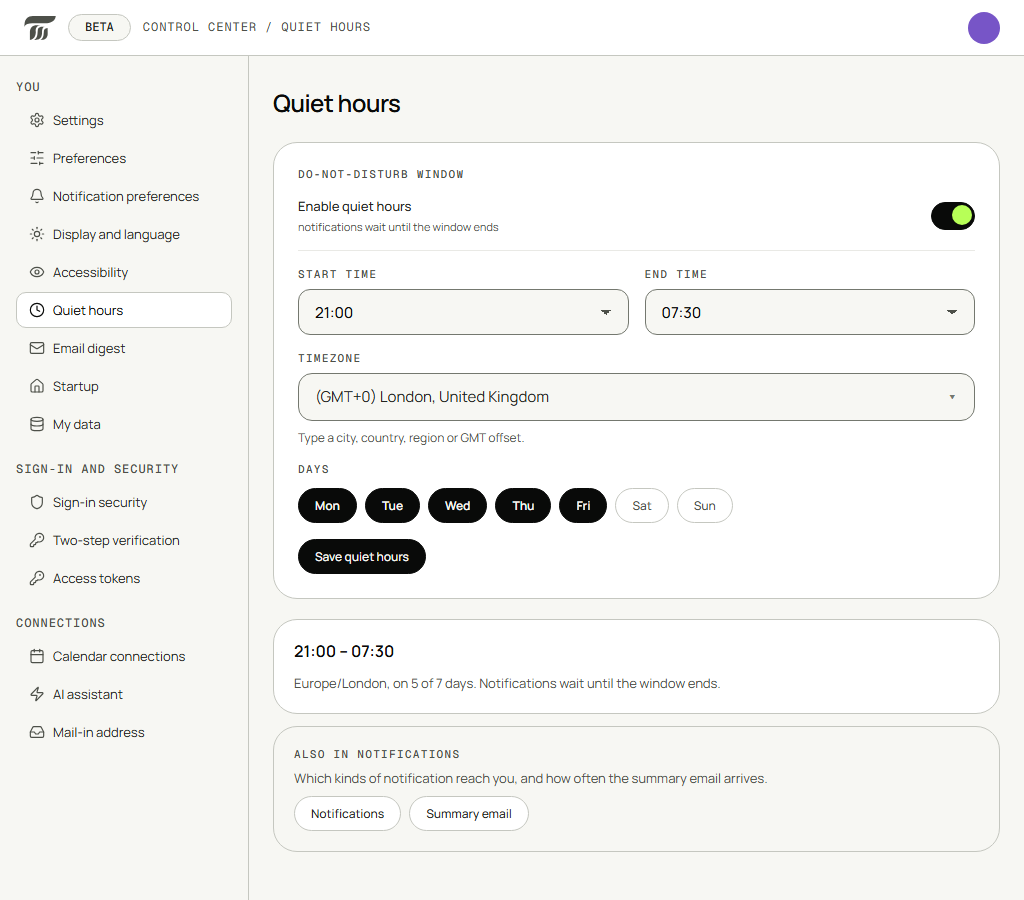 BETA
CONTROL CENTER / QUIET HOURS
YOU
Settings
Preferences
Notification preferences
Display and language
Accessibility
Quiet hours
Email digest
Startup
My data
SIGN-IN AND SECURITY
Sign-in security
Two-step verification
Access tokens
CONNECTIONS
Calendar connections
AI assistant
Mail-in address
Quiet hours
DO-NOT-DISTURB WINDOW
Enable quiet hours
notifications wait until the window ends
START TIME
END TIME
21:00
07:30
TIMEZONE
(GMT+0) London, United Kingdom
Type a city, country, region or GMT offset.
DAYS
Mon Tue Wed Thu Fri Sat Sun
Save quiet hours
21:00 – 07:30
Europe/London, on 5 of 7 days. Notifications wait until the window ends.
ALSO IN NOTIFICATIONS
Which kinds of notification reach you, and how often the summary email arrives.
Notifications
Summary email